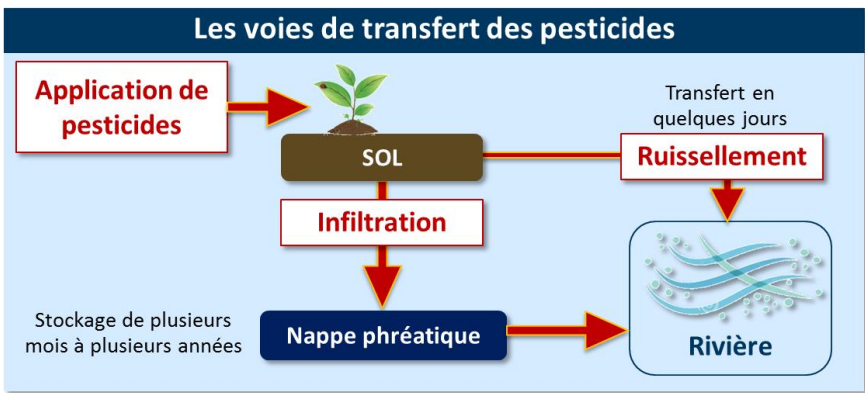 Les voies de transfert des pesticides
Application de
pesticides
SOL
Transfert en
quelques jours
Ruissellement
Infiltration
Stockage de plusieurs
mois à plusieurs années
Nappe phréatique
Rivière